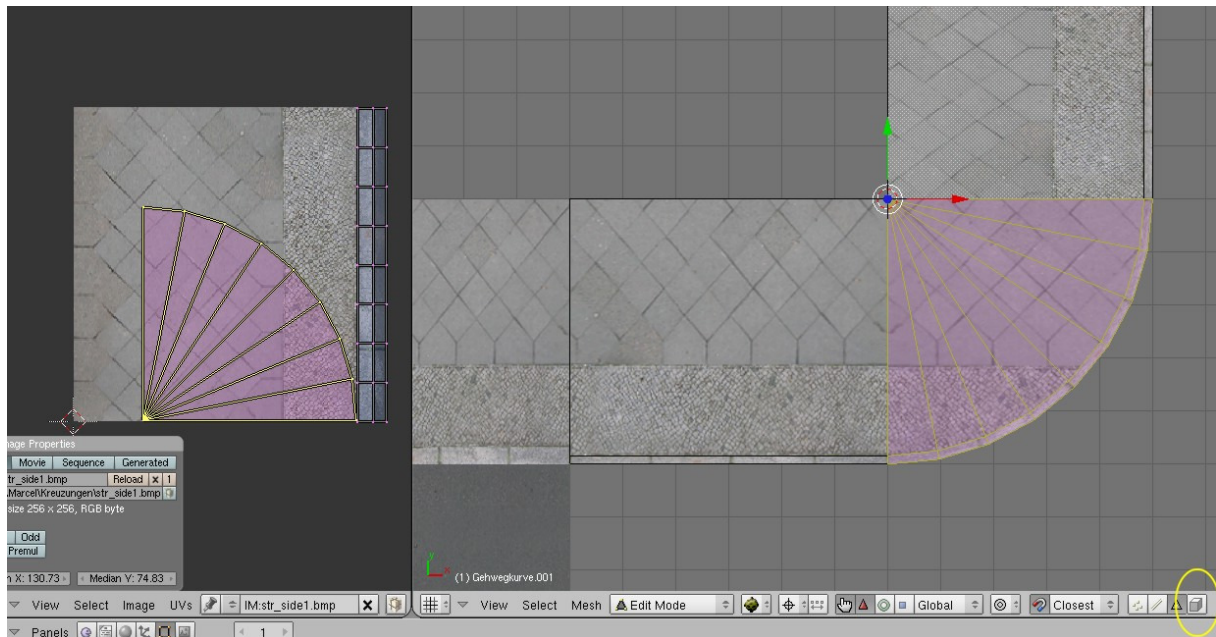 (1) Gehwegkurve.001
age Properties
Movie Sequence Generated
tr_side1.bmp Reload x 1
.Marcel\Kreuzungen\str_side1.bmp
size 256 x 256, RGB byte
Odd
Premul
n X: 130.73 Median Y: 74.83
View Select Image UVs IM:str_side1.bmp X View Select Mesh Edit Mode Global Closest
Panels 1